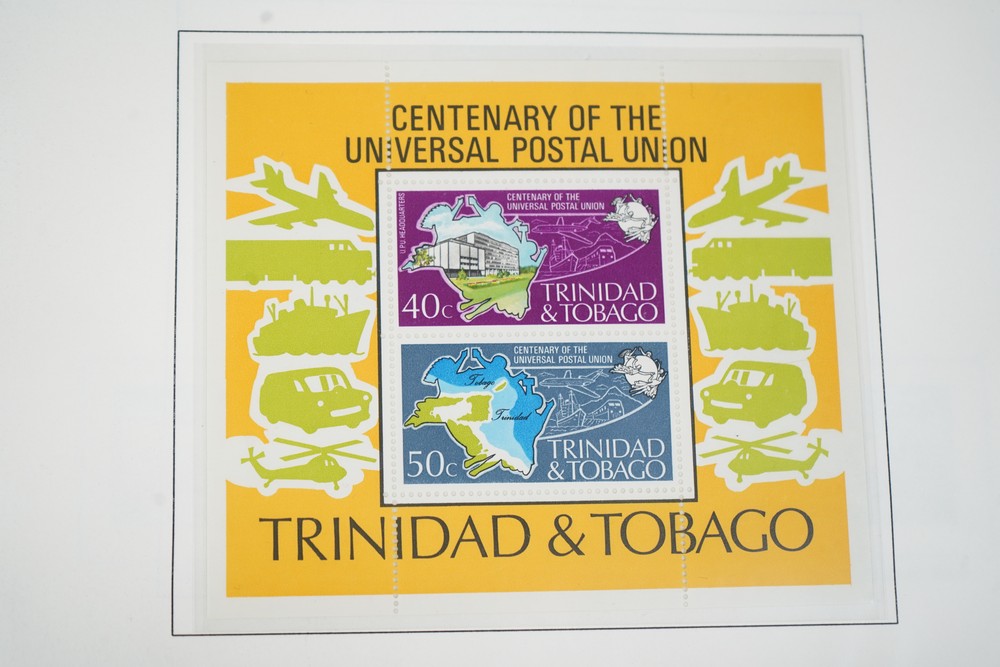 CENTENARY OF THE
UNIVERSAL POSTAL UNION
U.P.U. HEADQUARTERS
CENTENARY OF THE
UNIVERSAL POSTAL UNION
40c
TRINIDAD
& TOBAGO
CENTENARY OF THE
UNIVERSAL POSTAL UNION
Tobago
Trinidad
50c
TRINIDAD
& TOBAGO
TRINIDAD & TOBAGO